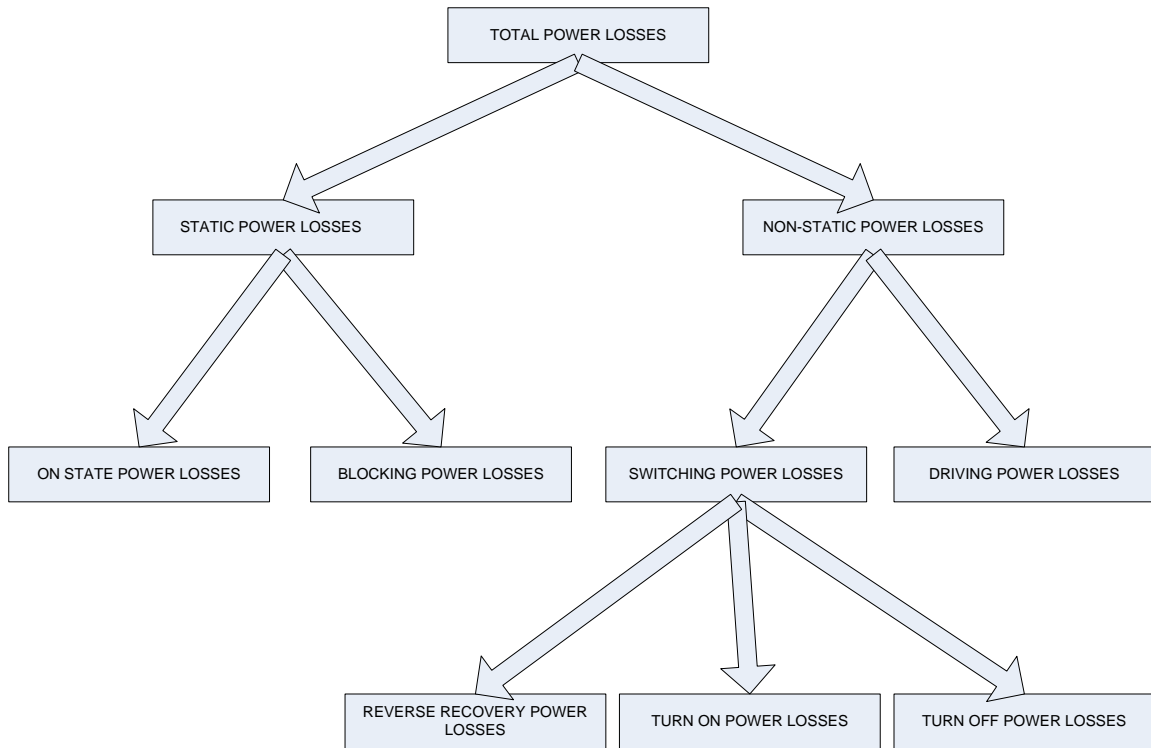 TOTAL POWER LOSSES
STATIC POWER LOSSES
NON-STATIC POWER LOSSES
ON STATE POWER LOSSES
BLOCKING POWER LOSSES
SWITCHING POWER LOSSES
DRIVING POWER LOSSES
REVERSE RECOVERY POWER
LOSSES
TURN ON POWER LOSSES
TURN OFF POWER LOSSES